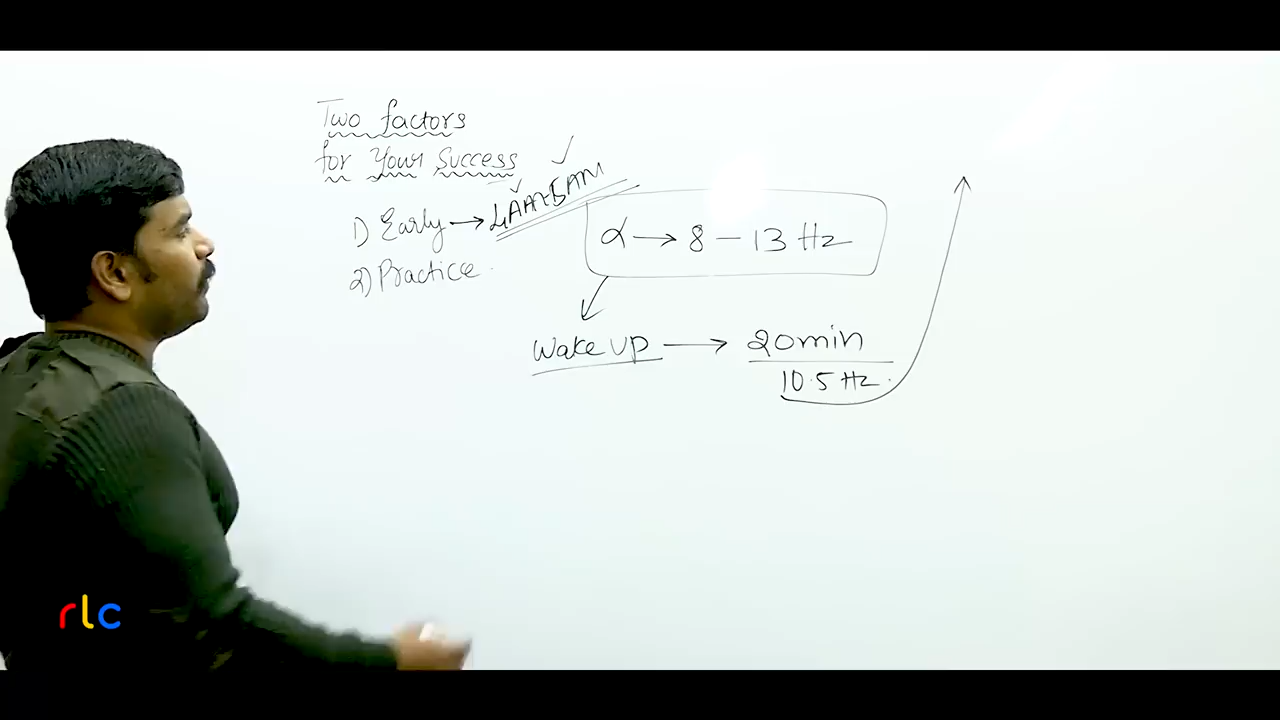 Two factors
for Your Success
1) Early → 4AM-5AM
2) Practice
α → 8 – 13 Hz
Wake up → 20min
10.5 Hz.
rlc